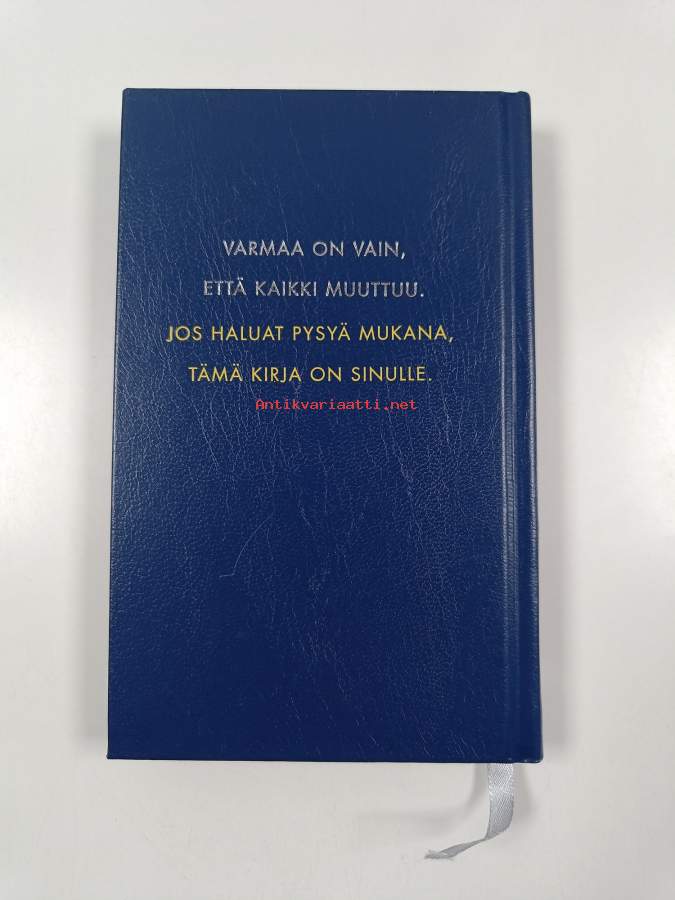 VARMAA ON VAIN,
ETTÄ KAIKKI MUUTTUU.
JOS HALUAT PYSYÄ MUKANA,
TÄMÄ KIRJA ON SINULLE.
Antikvariaatti.net